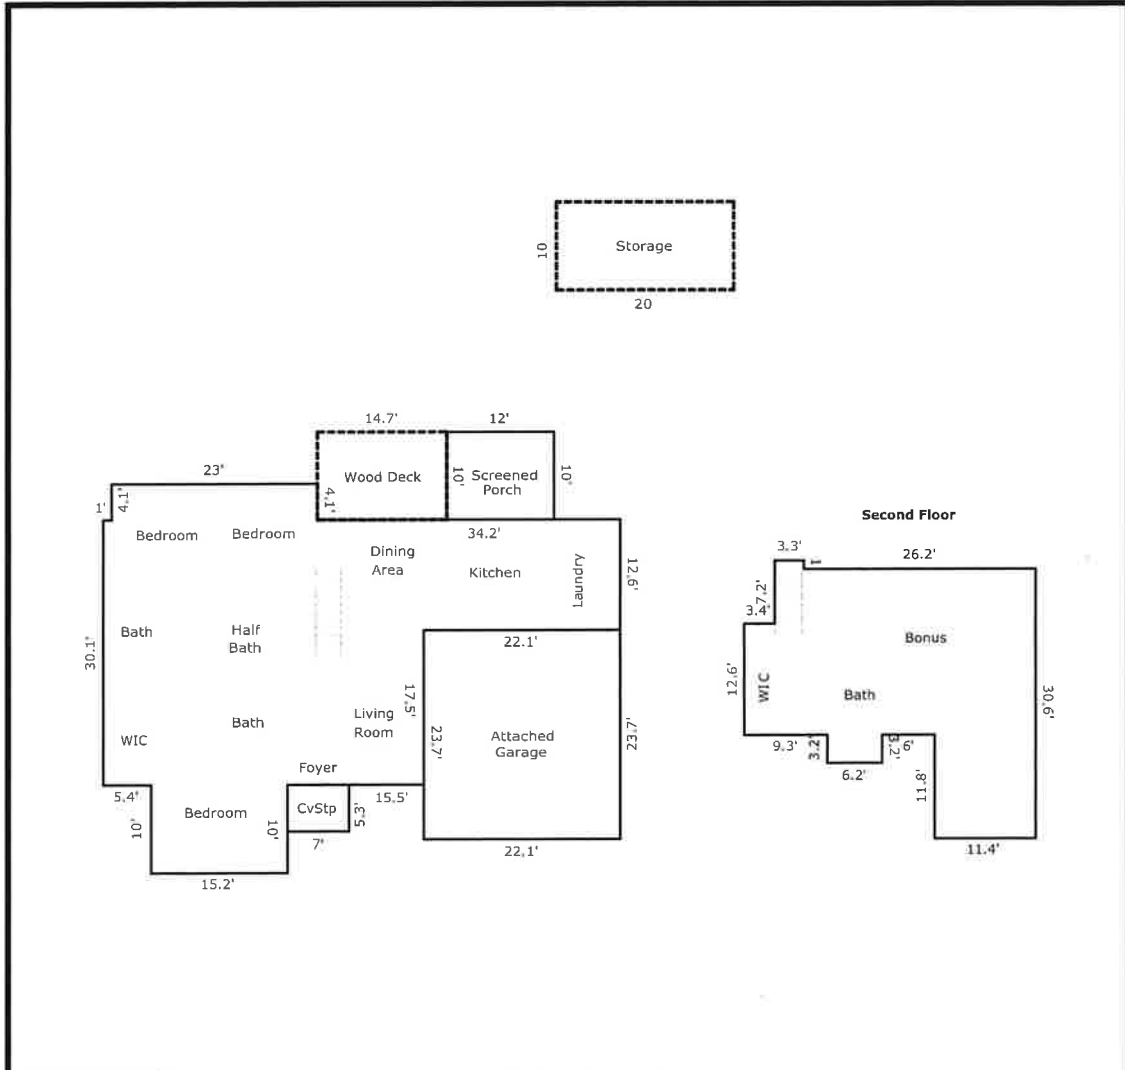 Storage
10
20
14.7'
12'
23'
Wood Deck
10'
Screened
Porch
10'
4.1'
4.1'
1'
34.2'
Bedroom
Bedroom
Dining
Area
Kitchen
Laundry
12.6'
Bath
Half
Bath
22.1'
30.1'
17.5'
Living
Room
Bath
WIC
23.7'
Attached
Garage
23.7'
Foyer
5.4'
CvStp
15.5'
5.3'
Bedroom
10'
10'
7'
22.1'
15.2'
Second Floor
3.3'
1
26.2'
7.2'
3.4'
Bonus
12.6'
WIC
Bath
30.6'
9.3'
3.2'
3.2'
6'
6.2'
11.8'
11.4'